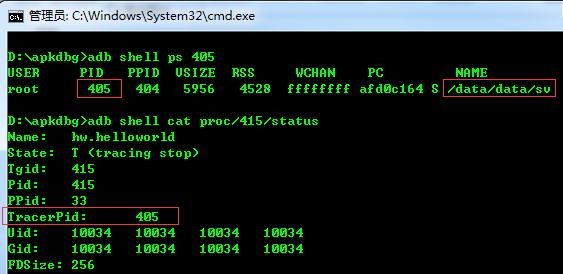 管理员: C:\Windows\System32\cmd.exe
D:\apkdbg>adb shell ps 405
USER PID PPID VSIZE RSS WCHAN PC NAME
root 405 404 5956 4528 ffffffff afd0c164 S /data/data/sv
D:\apkdbg>adb shell cat proc/415/status
Name: hw.helloworld
State: T (tracing stop)
Tgid: 415
Pid: 415
PPid: 33
TracerPid: 405
Uid: 10034 10034 10034 10034
Gid: 10034 10034 10034 10034
FDSize: 256